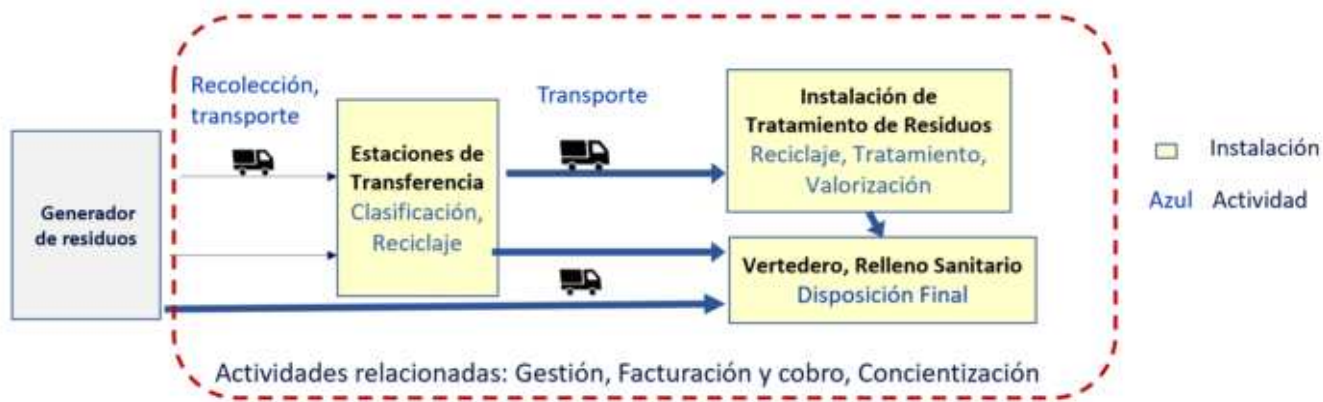 Recolección,
transporte
Transporte
Generador
de residuos
Estaciones de
Transferencia
Clasificación,
Reciclaje
Instalación de
Tratamiento de Residuos
Reciclaje, Tratamiento,
Valorización
Vertedero, Relleno Sanitario
Disposición Final
Instalación
Azul Actividad
Actividades relacionadas: Gestión, Facturación y cobro, Concientización